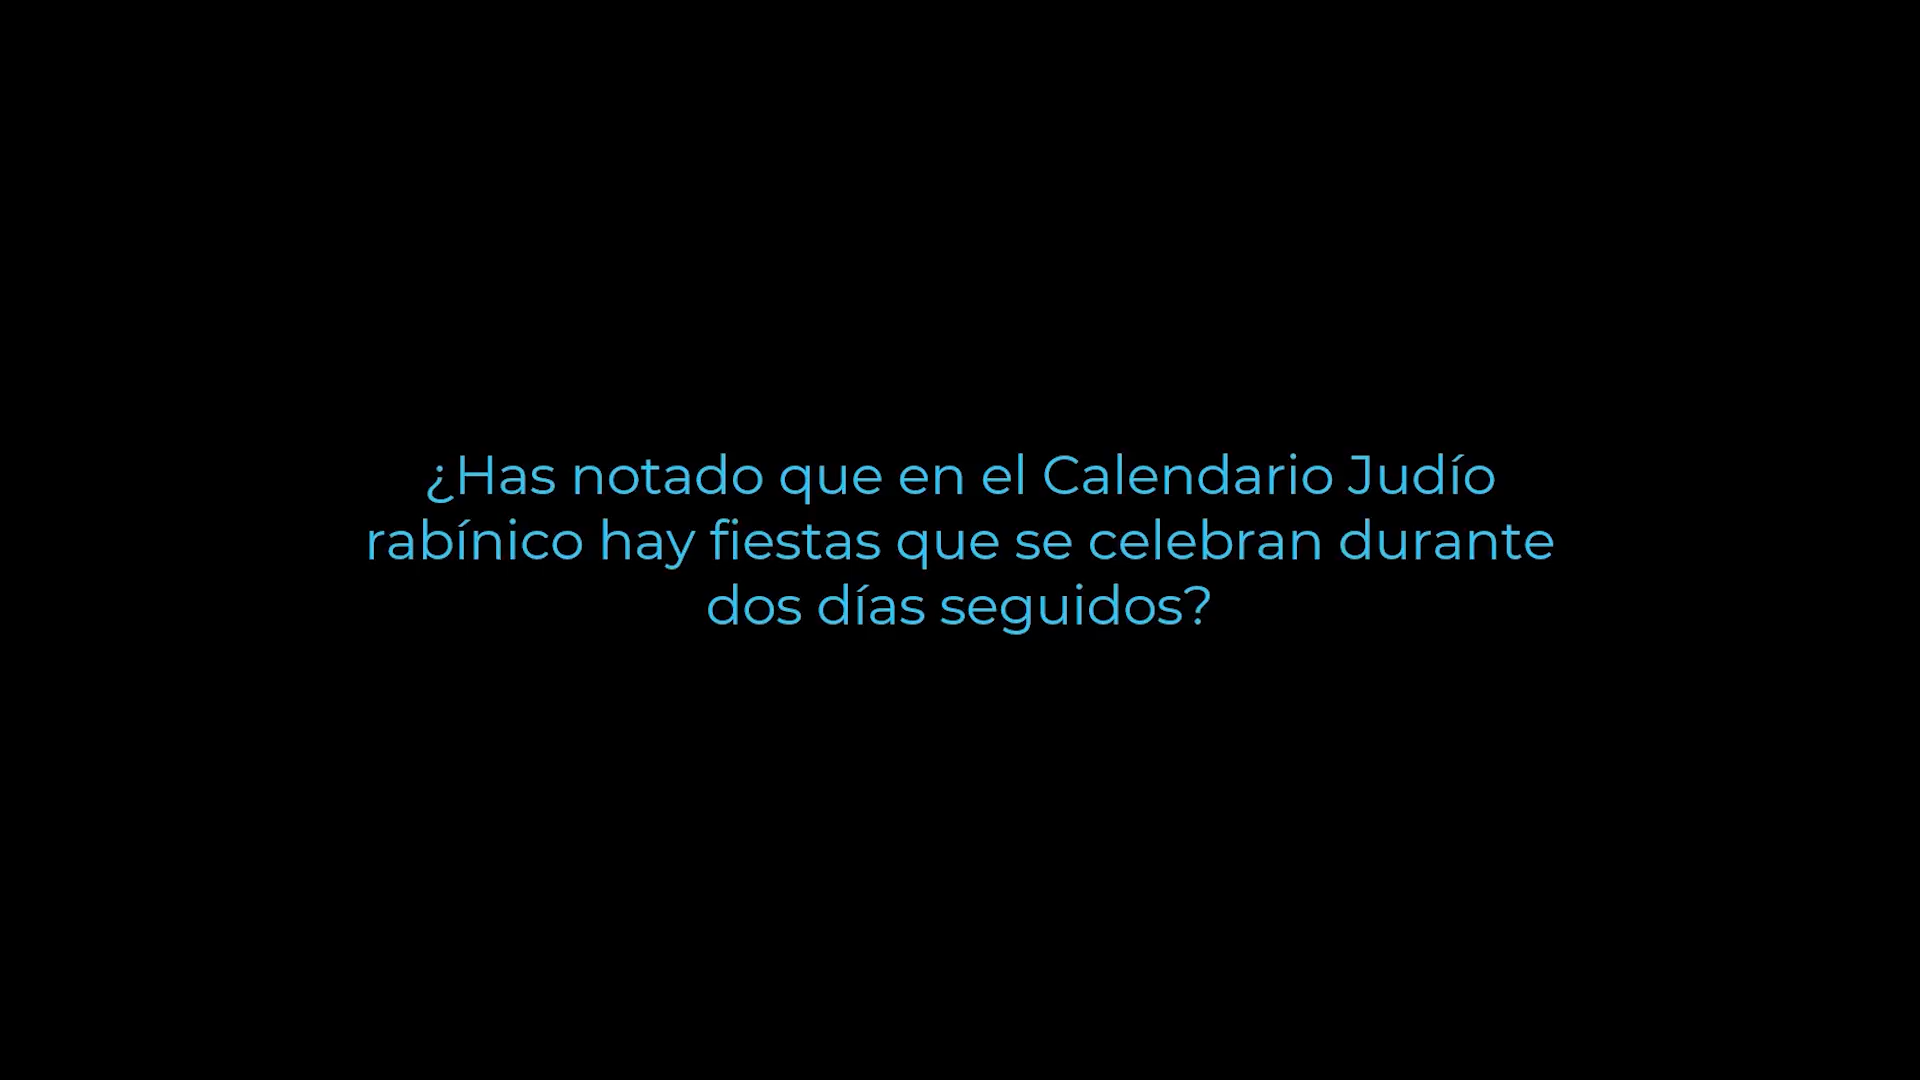 ¿Has notado que en el Calendario Judío
rabínico hay fiestas que se celebran durante
dos días seguidos?